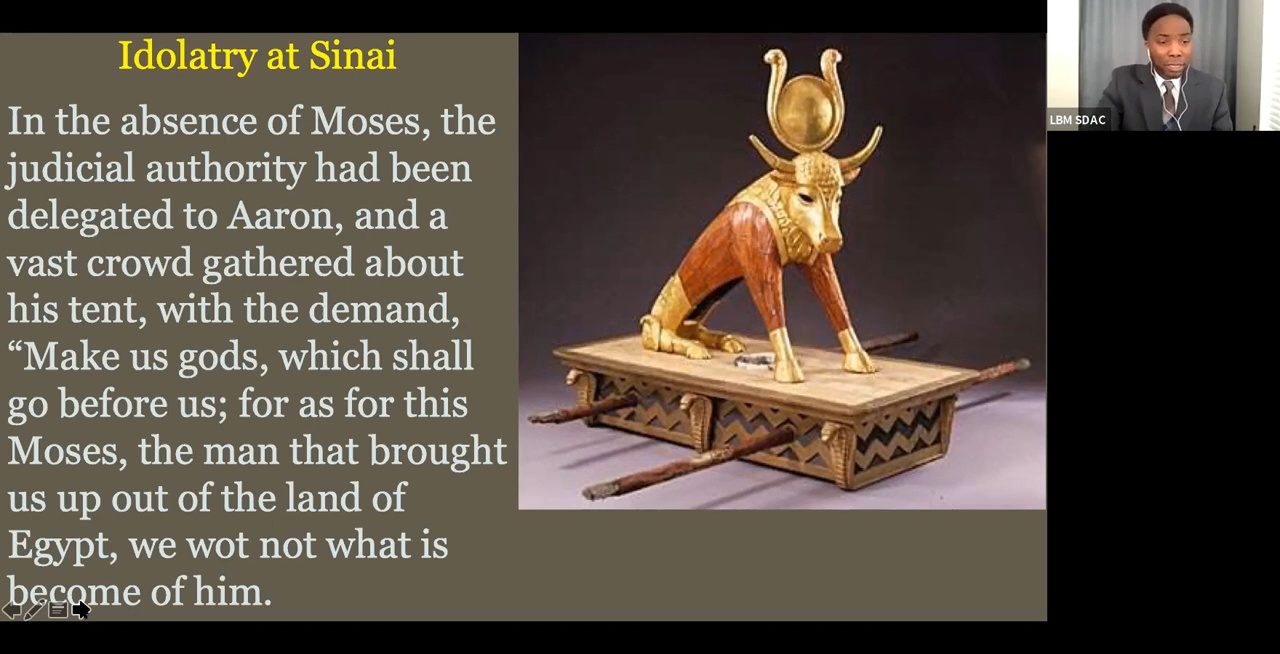 Idolatry at Sinai
In the absence of Moses, the
judicial authority had been
delegated to Aaron, and a
vast crowd gathered about
his tent, with the demand,
“Make us gods, which shall
go before us; for as for this
Moses, the man that brought
us up out of the land of
Egypt, we wot not what is
become of him.
LBM SDAC